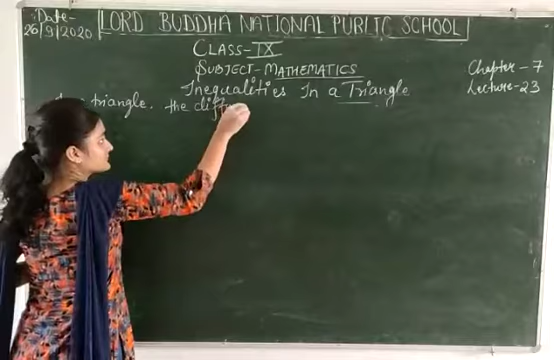 Date-
26/9/2020
LORD BUDDHA NATIONAL PUBLIC SCHOOL
CLASS-IX
SUBJECT-MATHEMATICS
Chapter-7
Lecture-23
Inequalities In a Triangle
triangle. the